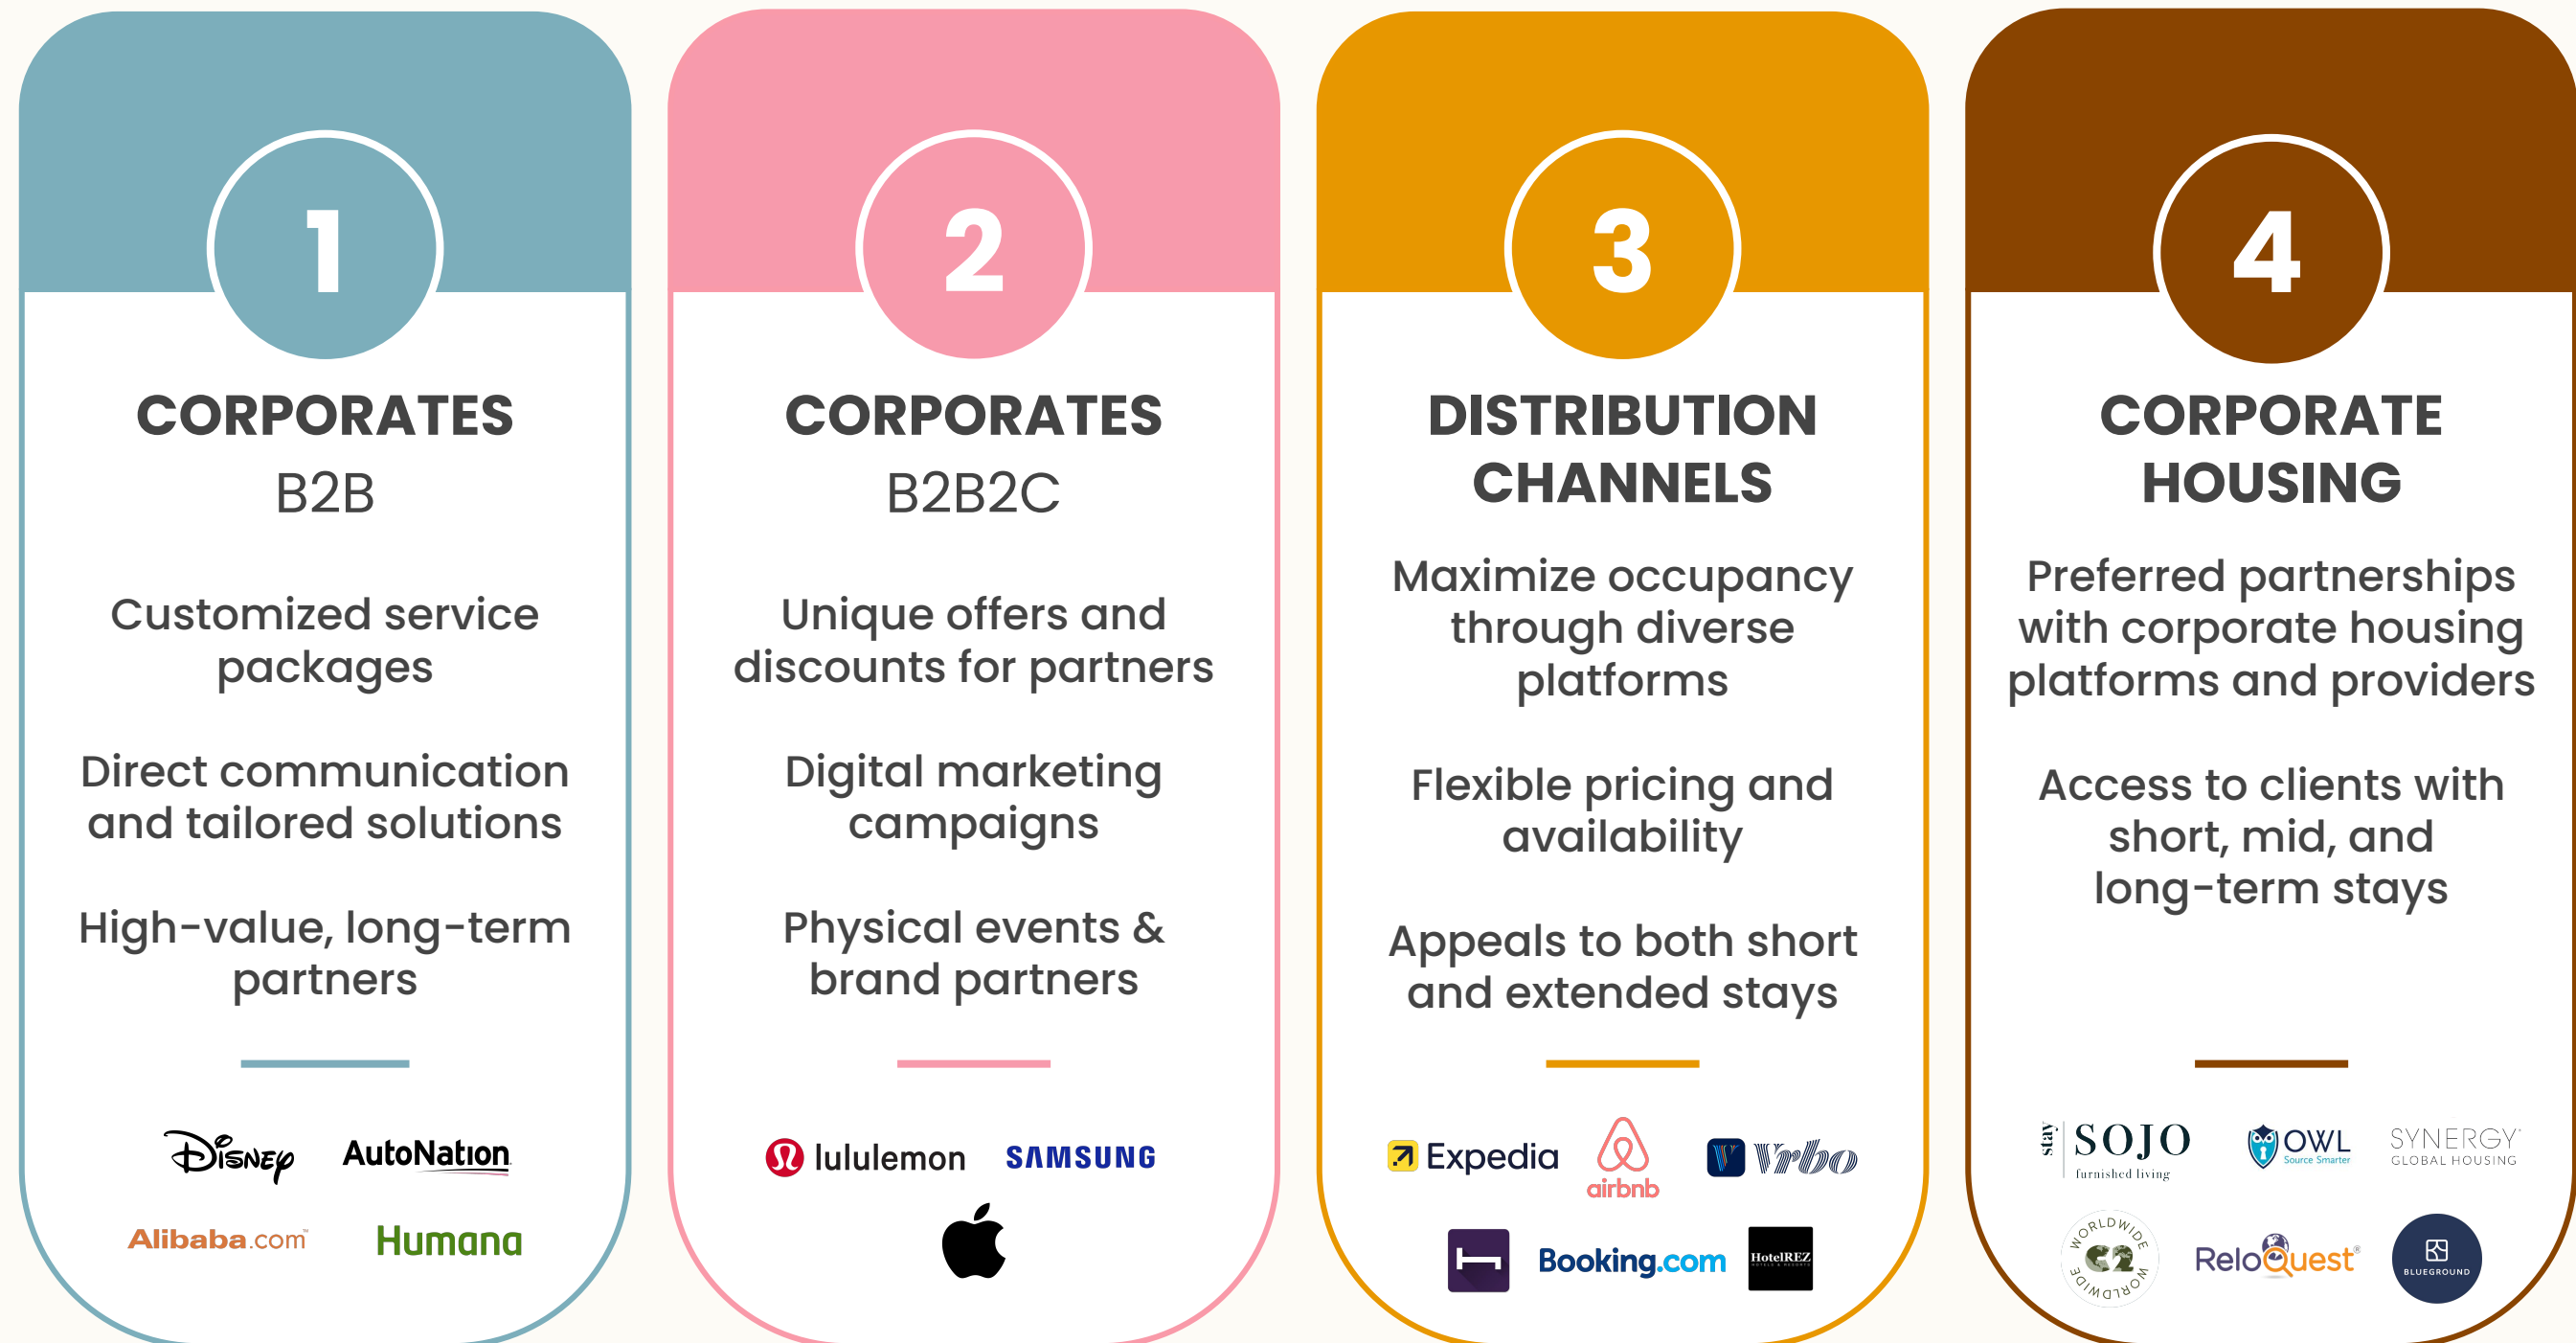 1
CORPORATES
B2B
Customized service
packages
Direct communication
and tailored solutions
High-value, long-term
partners
Disney
AutoNation
Alibaba.com
Humana
2
CORPORATES
B2B2C
Unique offers and
discounts for partners
Digital marketing
campaigns
Physical events &
brand partners
lululemon
SAMSUNG
3
DISTRIBUTION
CHANNELS
Maximize occupancy
through diverse
platforms
Flexible pricing and
availability
Appeals to both short
and extended stays
Expedia
airbnb
V Vrbo
H
Booking.com
HotelREZ
HOTELS & RESORTS
4
CORPORATE
HOUSING
Preferred partnerships
with corporate housing
platforms and providers
Access to clients with
short, mid, and
long-term stays
stay
SOJO
furnished living
OWL
Source Smarter
SYNERGY
GLOBAL HOUSING
WORLDWIDE
WORLDWIDE
ReloQuest®
BLUEGROUND